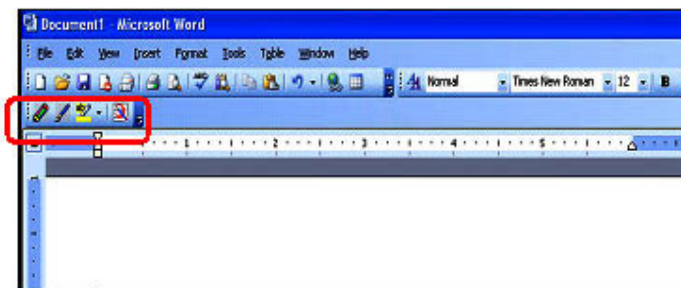 Document1 - Microsoft Word
File Edit View Insert Format Tools Table Window Help
Normal Times New Roman 12 B
1 2 3 4 5